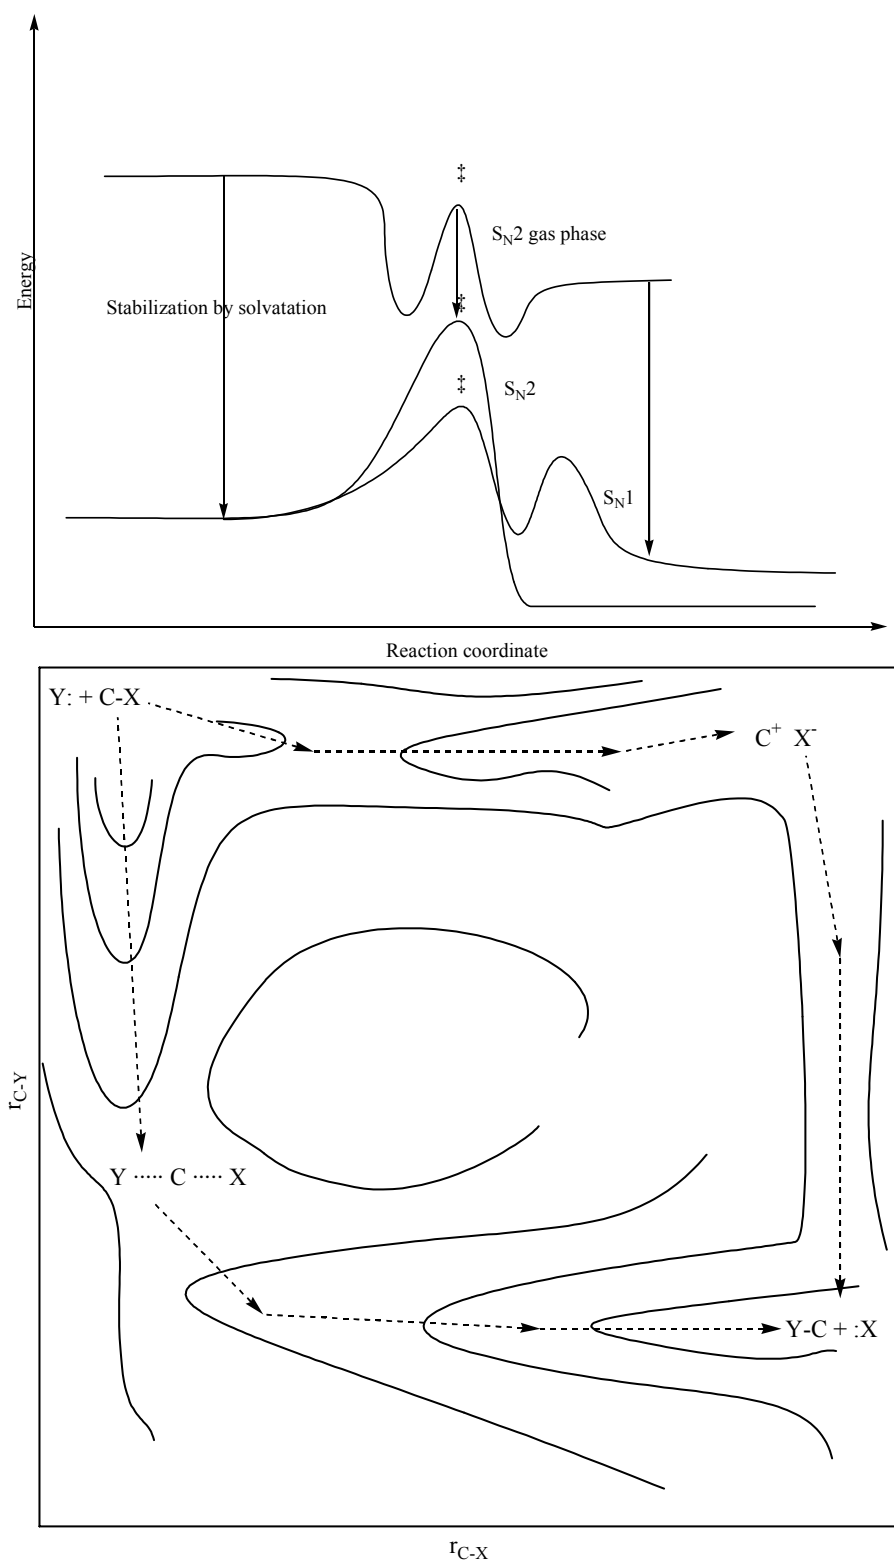 ‡
S_N2 gas phase
Energy
‡
Stabilization by solvatation
‡
S_N2
S_N1
Reaction coordinate
Y: + C-X
C⁺ X⁻
r_C-Y
Y ····· C ····· X
Y-C + :X
r_C-X